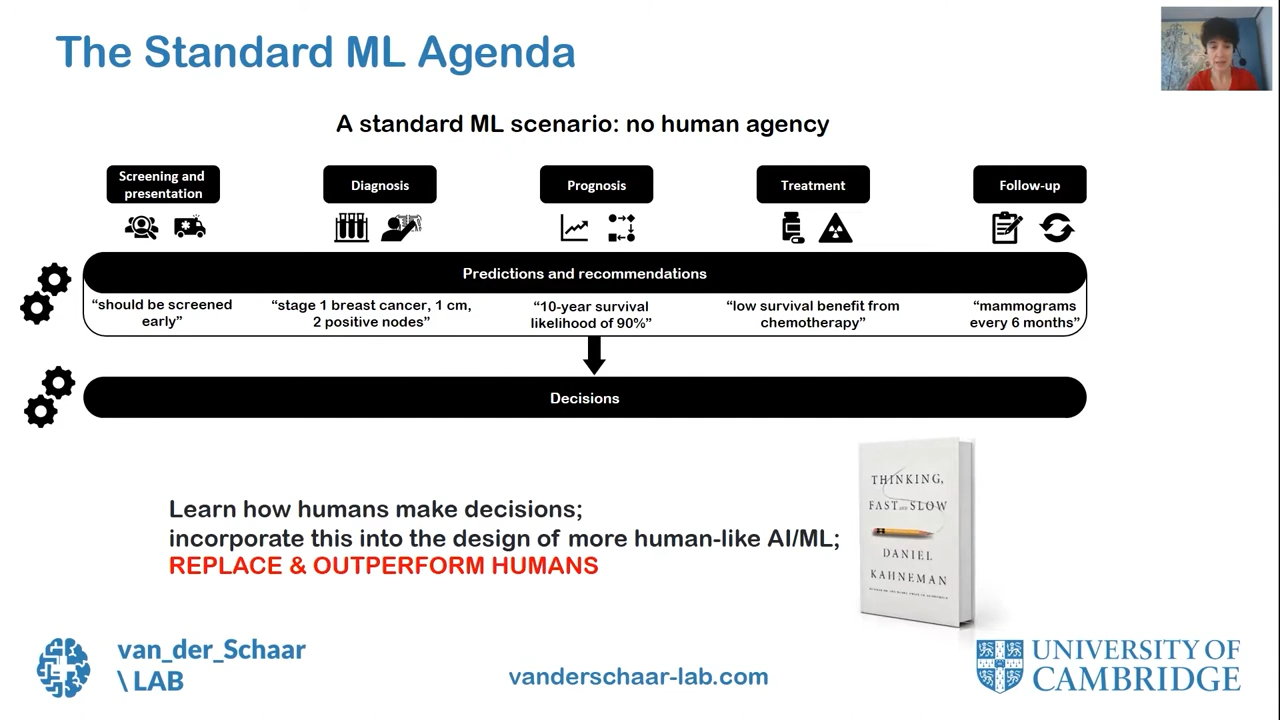 The Standard ML Agenda
A standard ML scenario: no human agency
Screening and
presentation
Diagnosis
Prognosis
Treatment
Follow-up
Predictions and recommendations
“should be screened
early”
“stage 1 breast cancer, 1 cm,
2 positive nodes”
“10-year survival
likelihood of 90%”
“low survival benefit from
chemotherapy”
“mammograms
every 6 months”
Decisions
Learn how humans make decisions;
incorporate this into the design of more human-like AI/ML;
REPLACE & OUTPERFORM HUMANS
THINKING,
FAST AND SLOW
DANIEL
KAHNEMAN
van_der_Schaar
\ LAB
vanderschaar-lab.com
UNIVERSITY OF
CAMBRIDGE